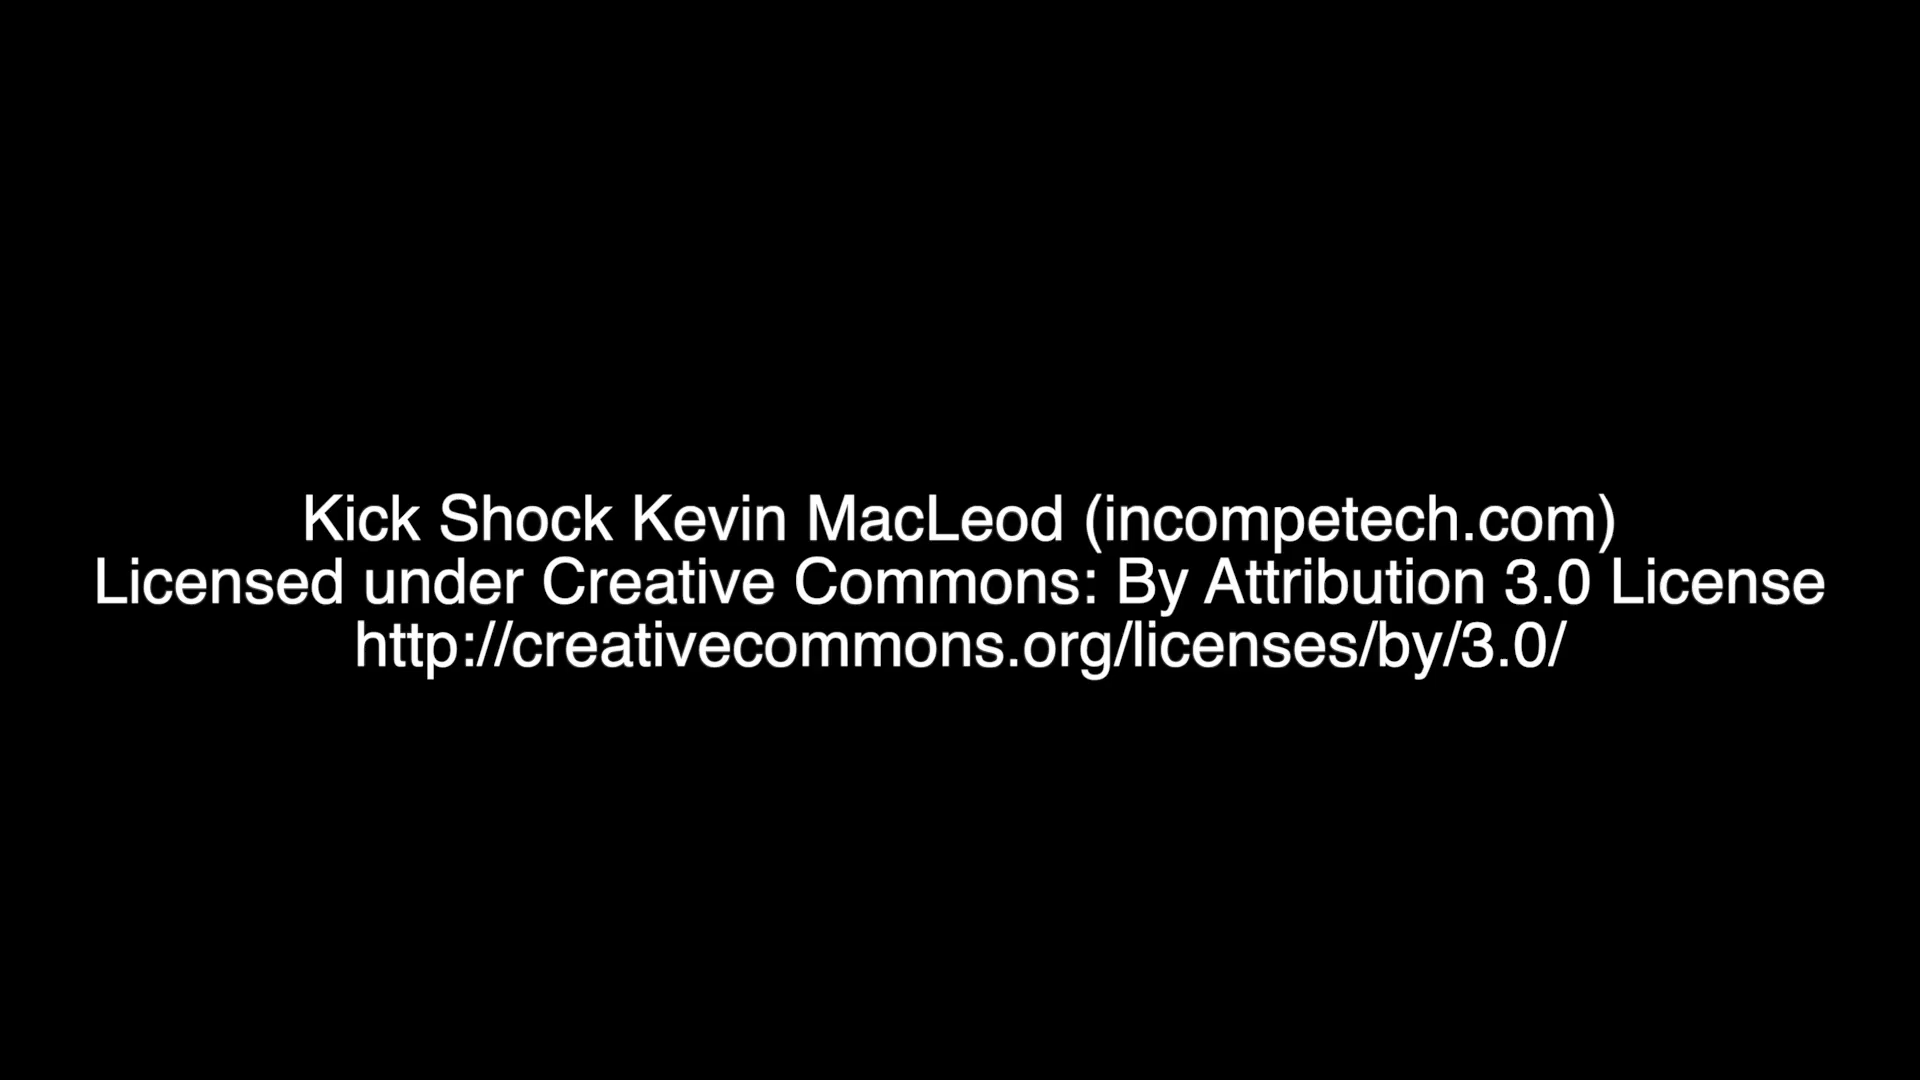 Kick Shock Kevin MacLeod (incompetech.com)
Licensed under Creative Commons: By Attribution 3.0 License
http://creativecommons.org/licenses/by/3.0/